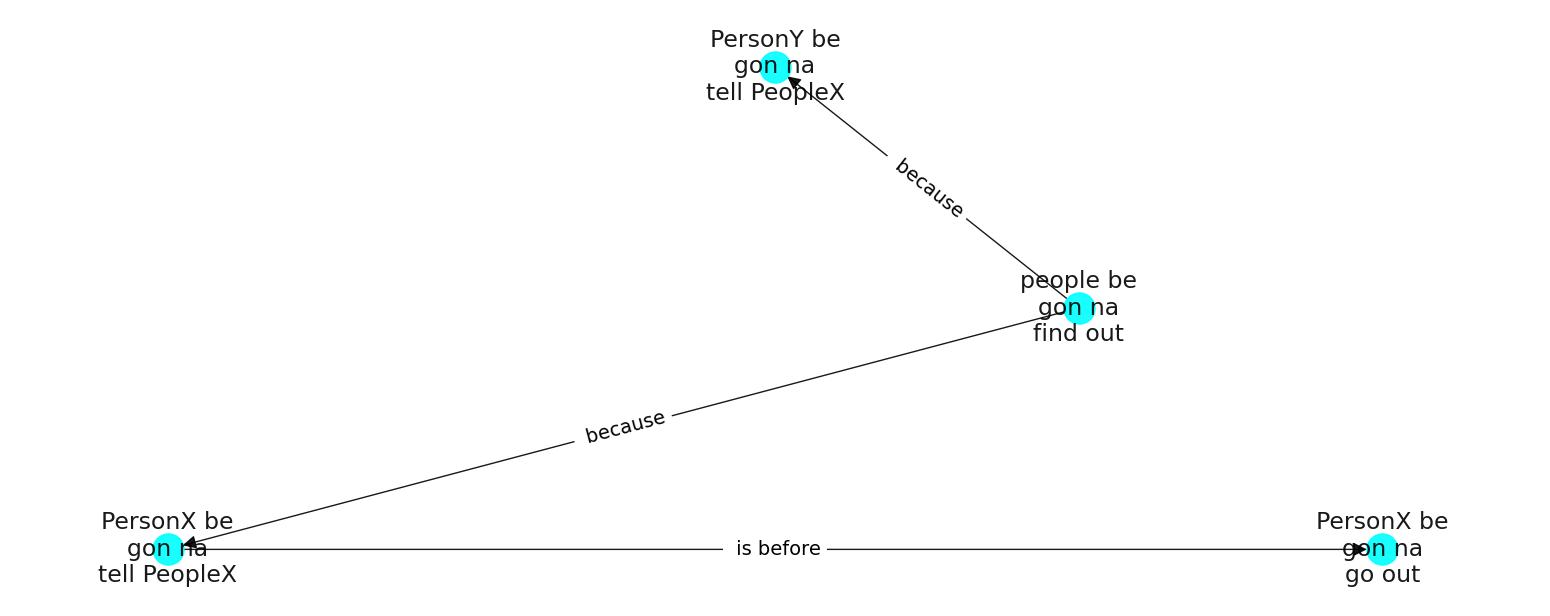 PersonY be
gon na
tell PeopleX
because
people be
gon na
find out
because
PersonX be
gon na
tell PeopleX
is before
PersonX be
gon na
go out